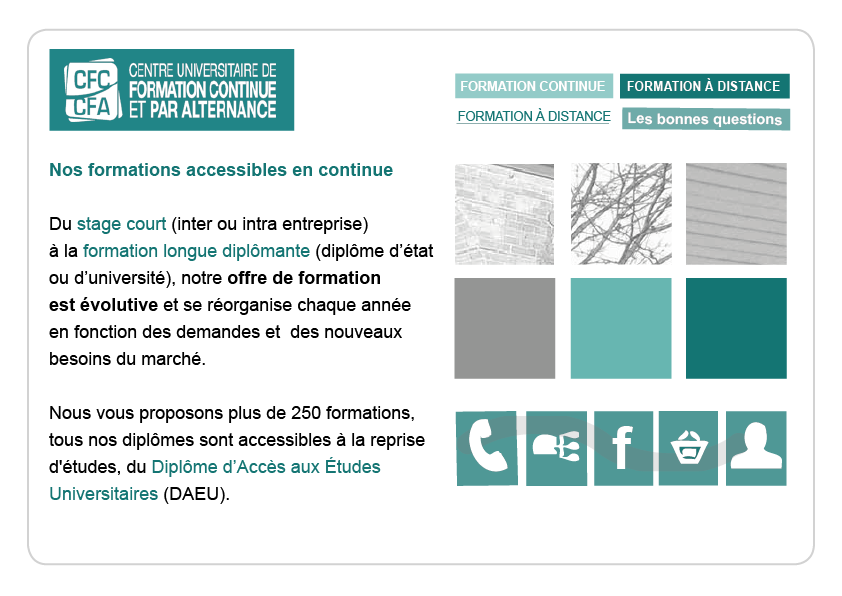 CFC
CFA
CENTRE UNIVERSITAIRE DE
FORMATION CONTINUE
ET PAR ALTERNANCE
FORMATION CONTINUE
FORMATION À DISTANCE
FORMATION À DISTANCE
Les bonnes questions
Nos formations accessibles en continue
Du stage court (inter ou intra entreprise)
à la formation longue diplômante (diplôme d’état
ou d’université), notre offre de formation
est évolutive et se réorganise chaque année
en fonction des demandes et des nouveaux
besoins du marché.
Nous vous proposons plus de 250 formations,
tous nos diplômes sont accessibles à la reprise
d'études, du Diplôme d’Accès aux Études
Universitaires (DAEU).
f